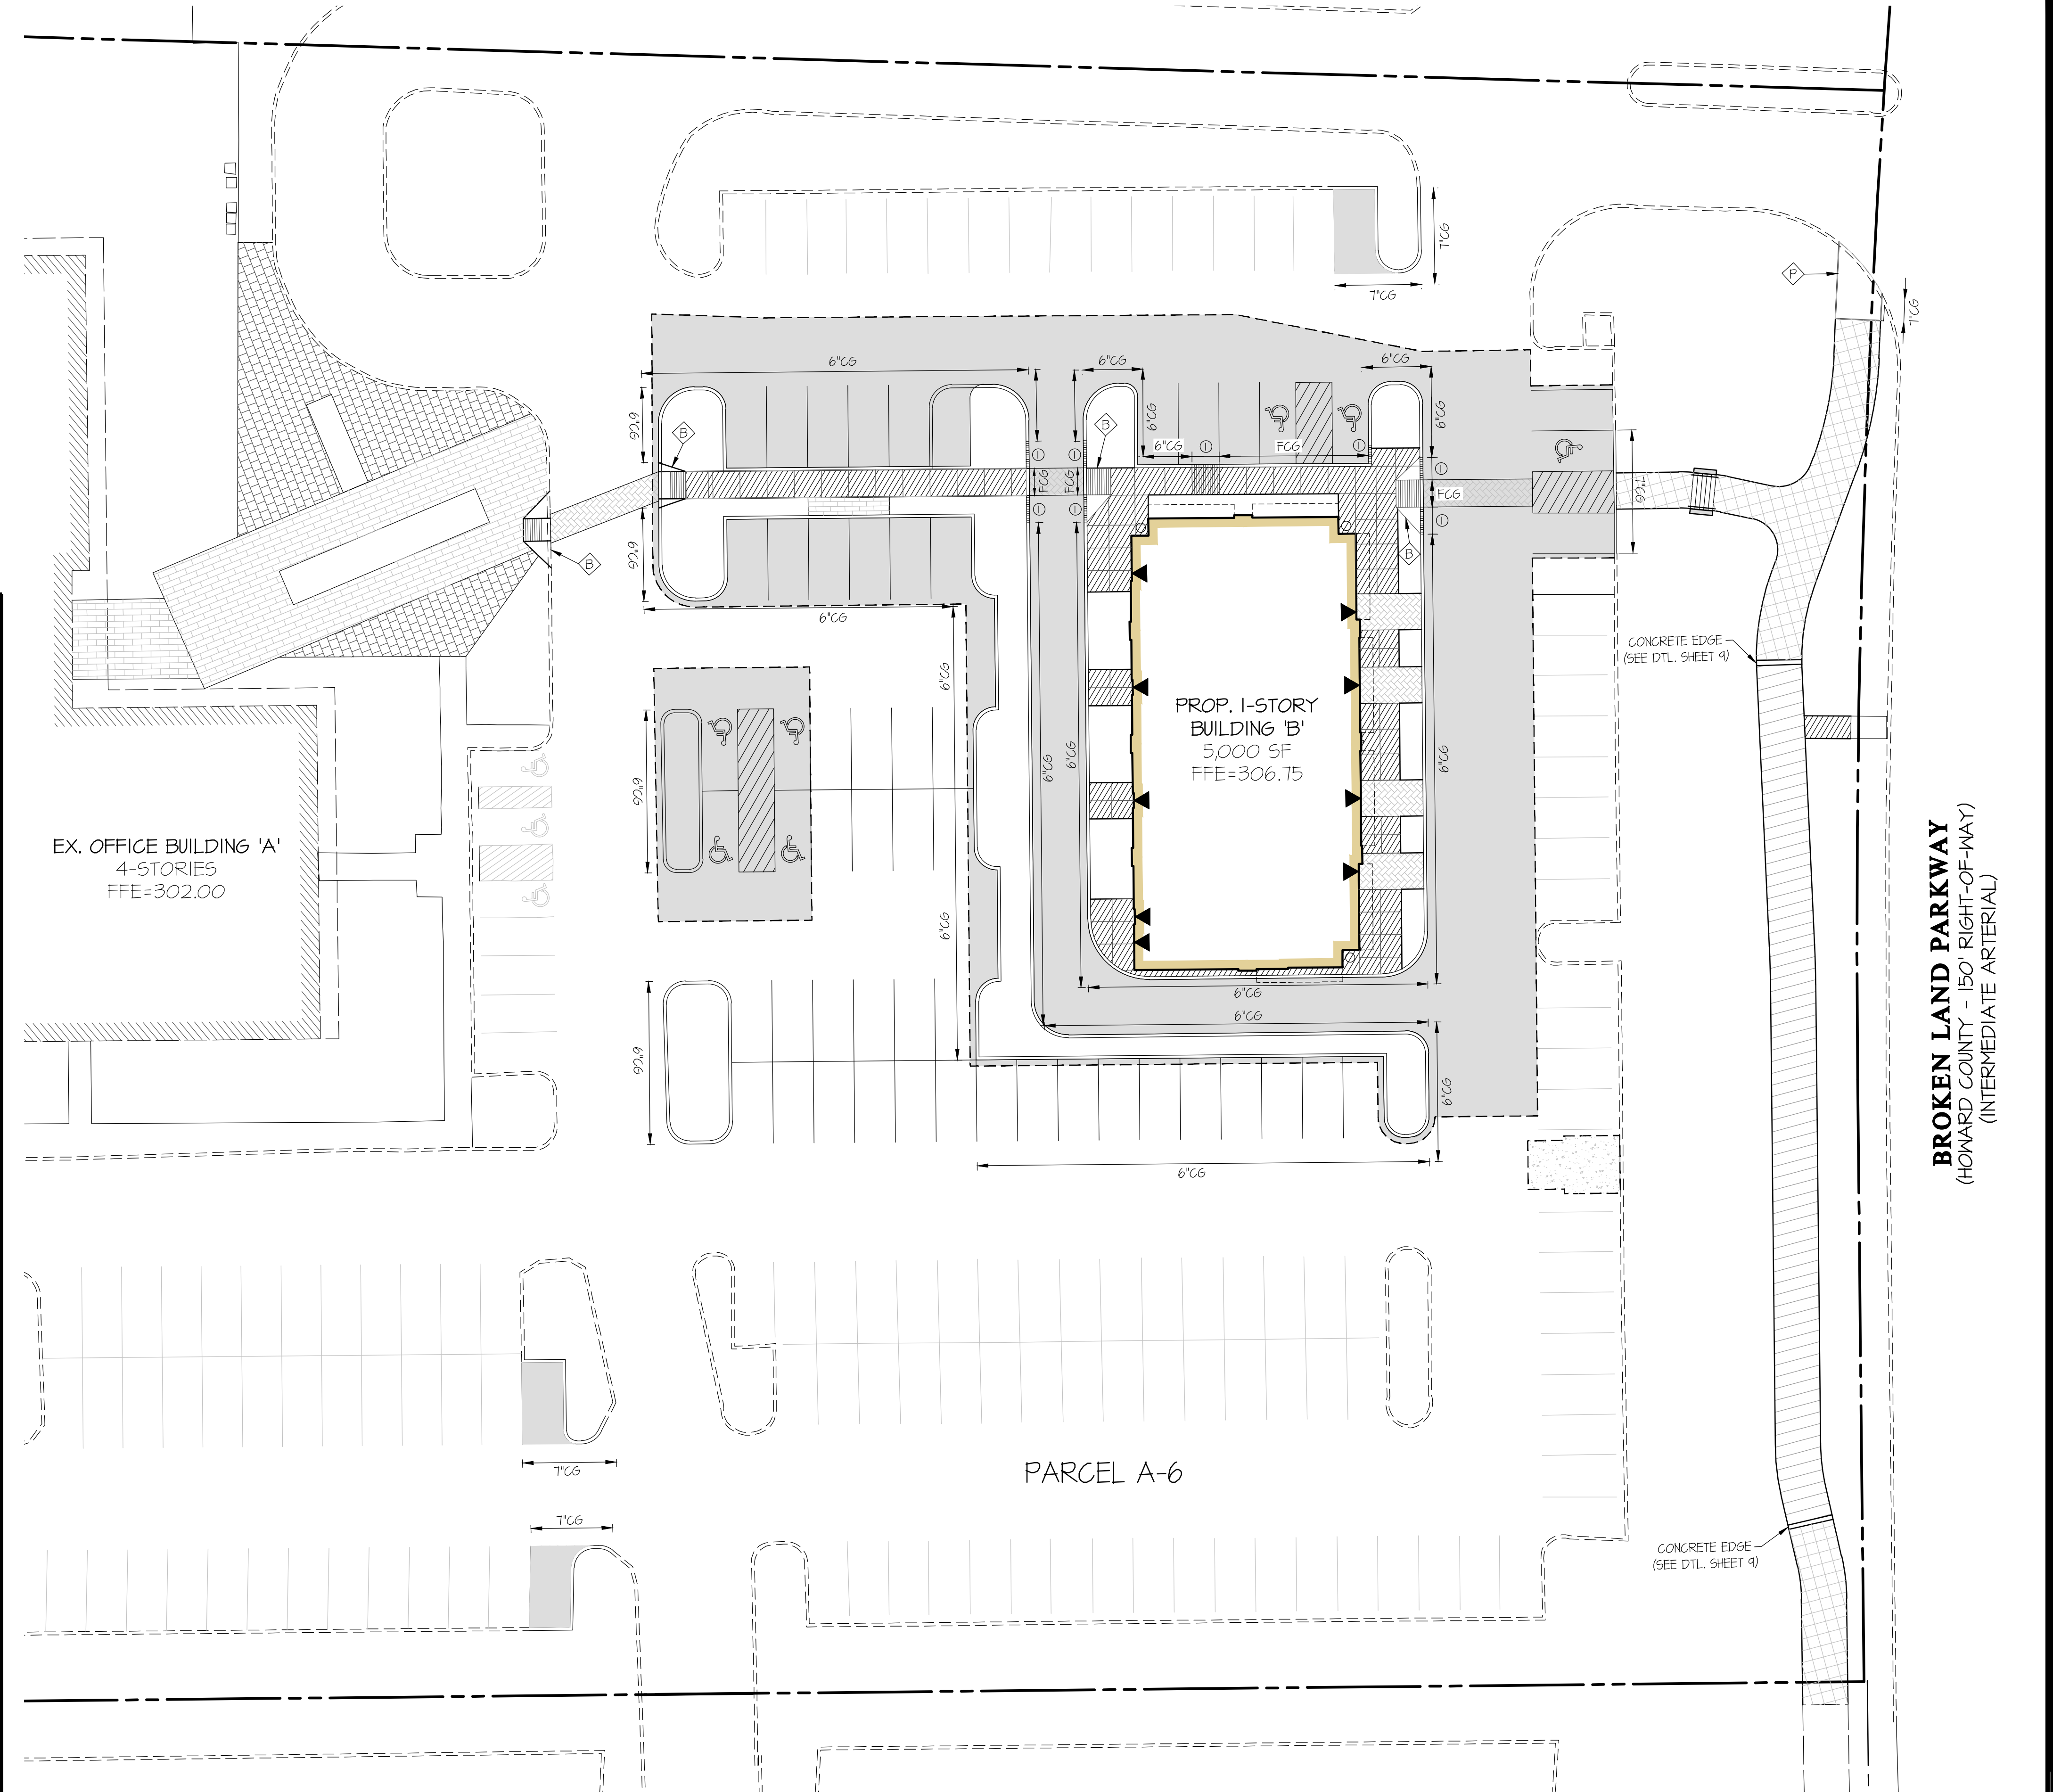 P
7"CG
7"CG
7"CG
6"CG
6"CG
6"CG
6"CG
6"CG
6"CG
B
B
6"CG
I
FCG
I
I
I
I
FCG
FCG
FCG
7"CG
I
I
I
B
B
6"CG
6"CG
CONCRETE EDGE
(SEE DTL. SHEET 9)
6"CG
PROP. 1-STORY
BUILDING 'B'
5,000 SF
FFE=306.75
6"CG
6"CG
6"CG
6"CG
EX. OFFICE BUILDING 'A'
4-STORIES
FFE=302.00
6"CG
6"CG
6"CG
6"CG
6"CG
6"CG
BROKEN LAND PARKWAY
(HOWARD COUNTY - 150' RIGHT-OF-WAY)
(INTERMEDIATE ARTERIAL)
7"CG
PARCEL A-6
7"CG
CONCRETE EDGE
(SEE DTL. SHEET 9)